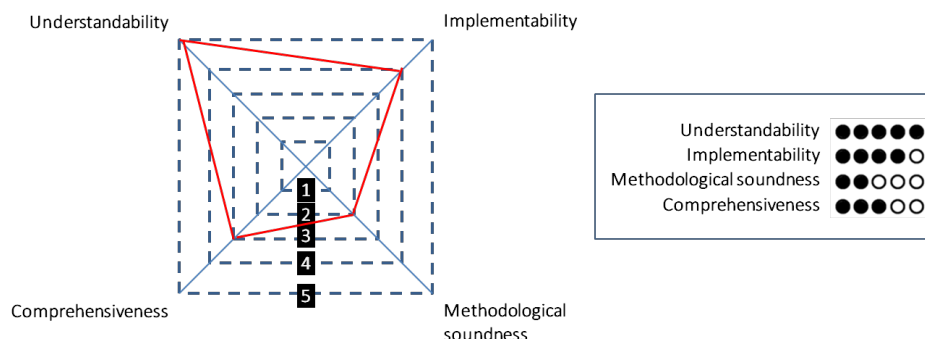 Understandability
Implementability
1
2
3
4
5
Comprehensiveness
Methodological
soundness
Understandability
Implementability
Methodological soundness
Comprehensiveness